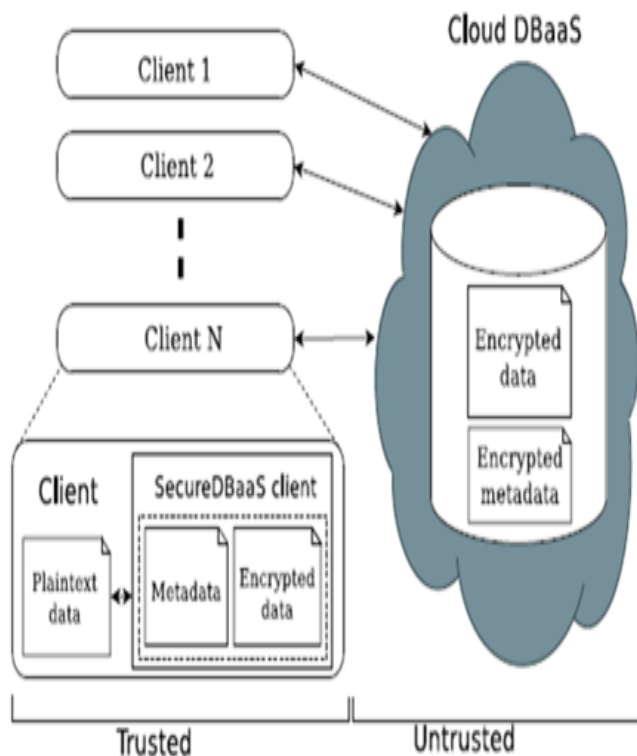 Cloud DBaaS
Client 1
Client 2
Client N
Encrypted
data
Encrypted
metadata
Client
SecureDBaaS client
Plaintext
data
Metadata
Encrypted
data
Trusted
Untrusted